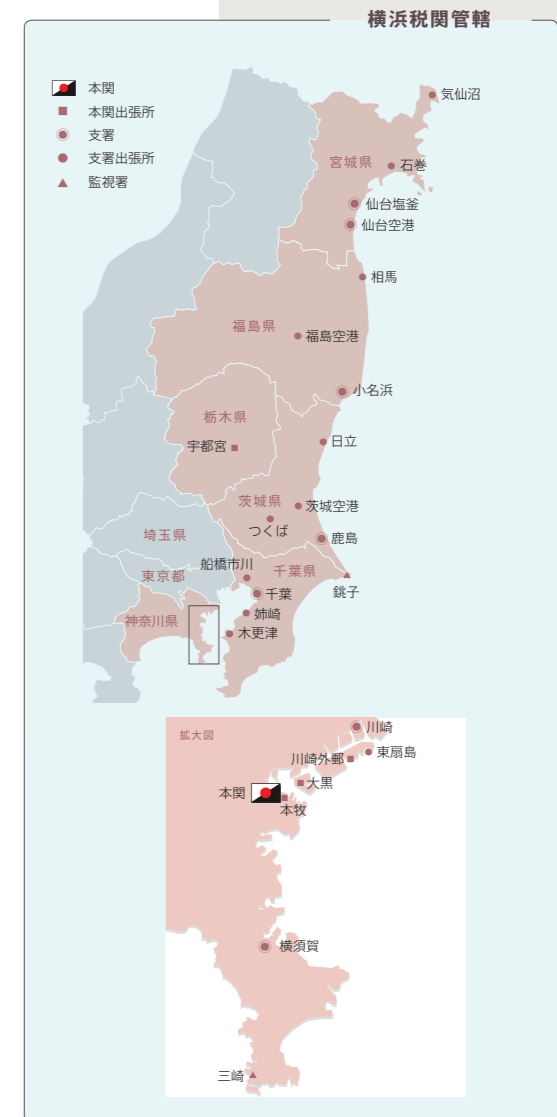 横浜税関管轄
本関
本関出張所
支署
支署出張所
監視署
気仙沼
宮城県
石巻
仙台塩釜
仙台空港
相馬
福島県
福島空港
小名浜
栃木県
日立
宇都宮
茨城県
茨城空港
つくば
埼玉県
鹿島
船橋市川
千葉県
東京都
銚子
千葉
姉崎
神奈川県
木更津
拡大図
川崎
東扇島
川崎外郵
大黒
本関
本牧
横須賀
三崎